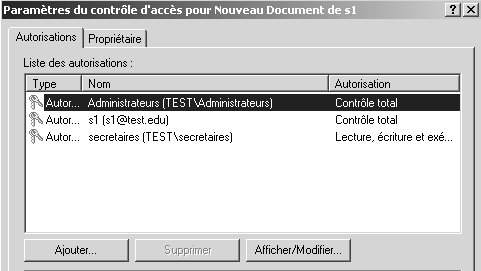 Paramètres du contrôle d'accès pour Nouveau Document de s1
Autorisations Propriétaire
Liste des autorisations :
Type Nom Autorisation
Autor... Administrateurs (TEST\Administrateurs) Contrôle total
Autor... s1 (s1@test.edu) Contrôle total
Autor... secretaires (TEST\secretaires) Lecture, écriture et exé...
Ajouter... Supprimer Afficher/Modifier...